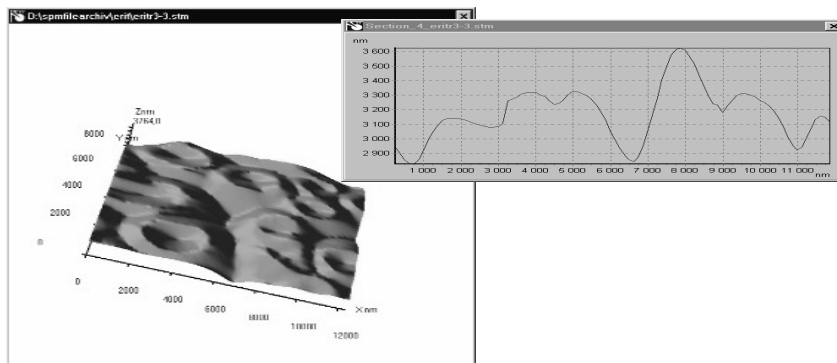 D:\spmfilearchiv\erit\eritr3-3.stm
Z nm
3764,0
8000
Y nm
6000
4000
2000
0
0
2000
4000
6000
8000
10000
12000
X nm
Section_4_eritr3-3.stm
nm
3 600
3 500
3 400
3 300
3 200
3 100
3 000
2 900
1 000 2 000 3 000 4 000 5 000 6 000 7 000 8 000 9 000 10 000 11 000
nm